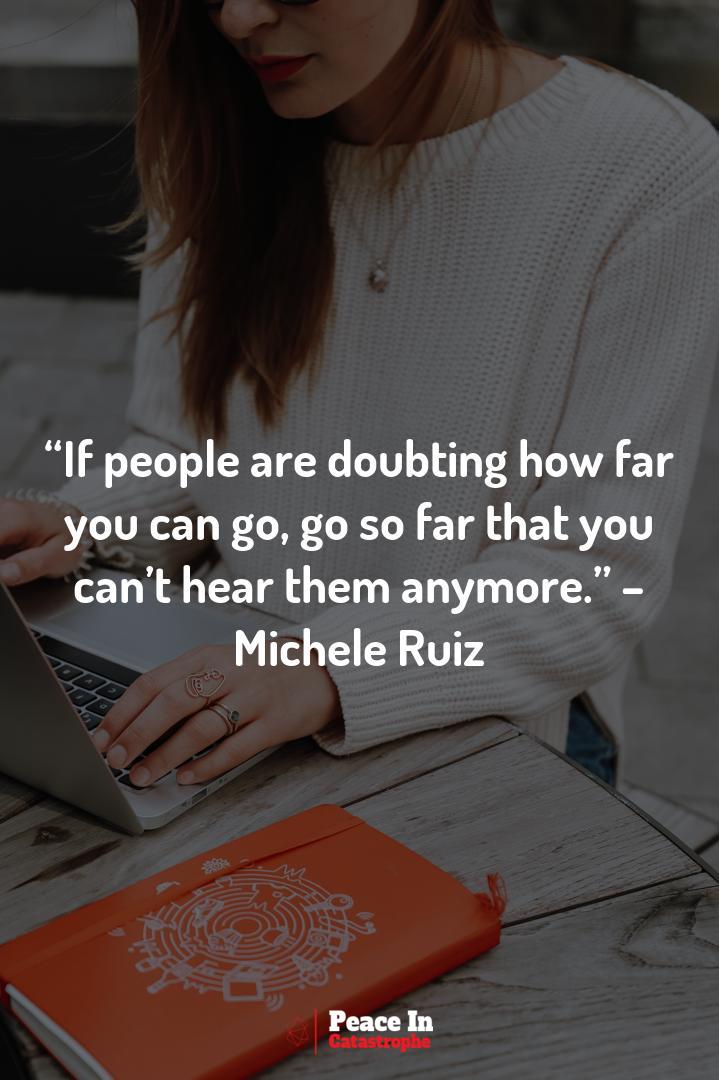 “If people are doubting how far
you can go, go so far that you
can’t hear them anymore.” –
Michele Ruiz
Peace In
Catastrophe